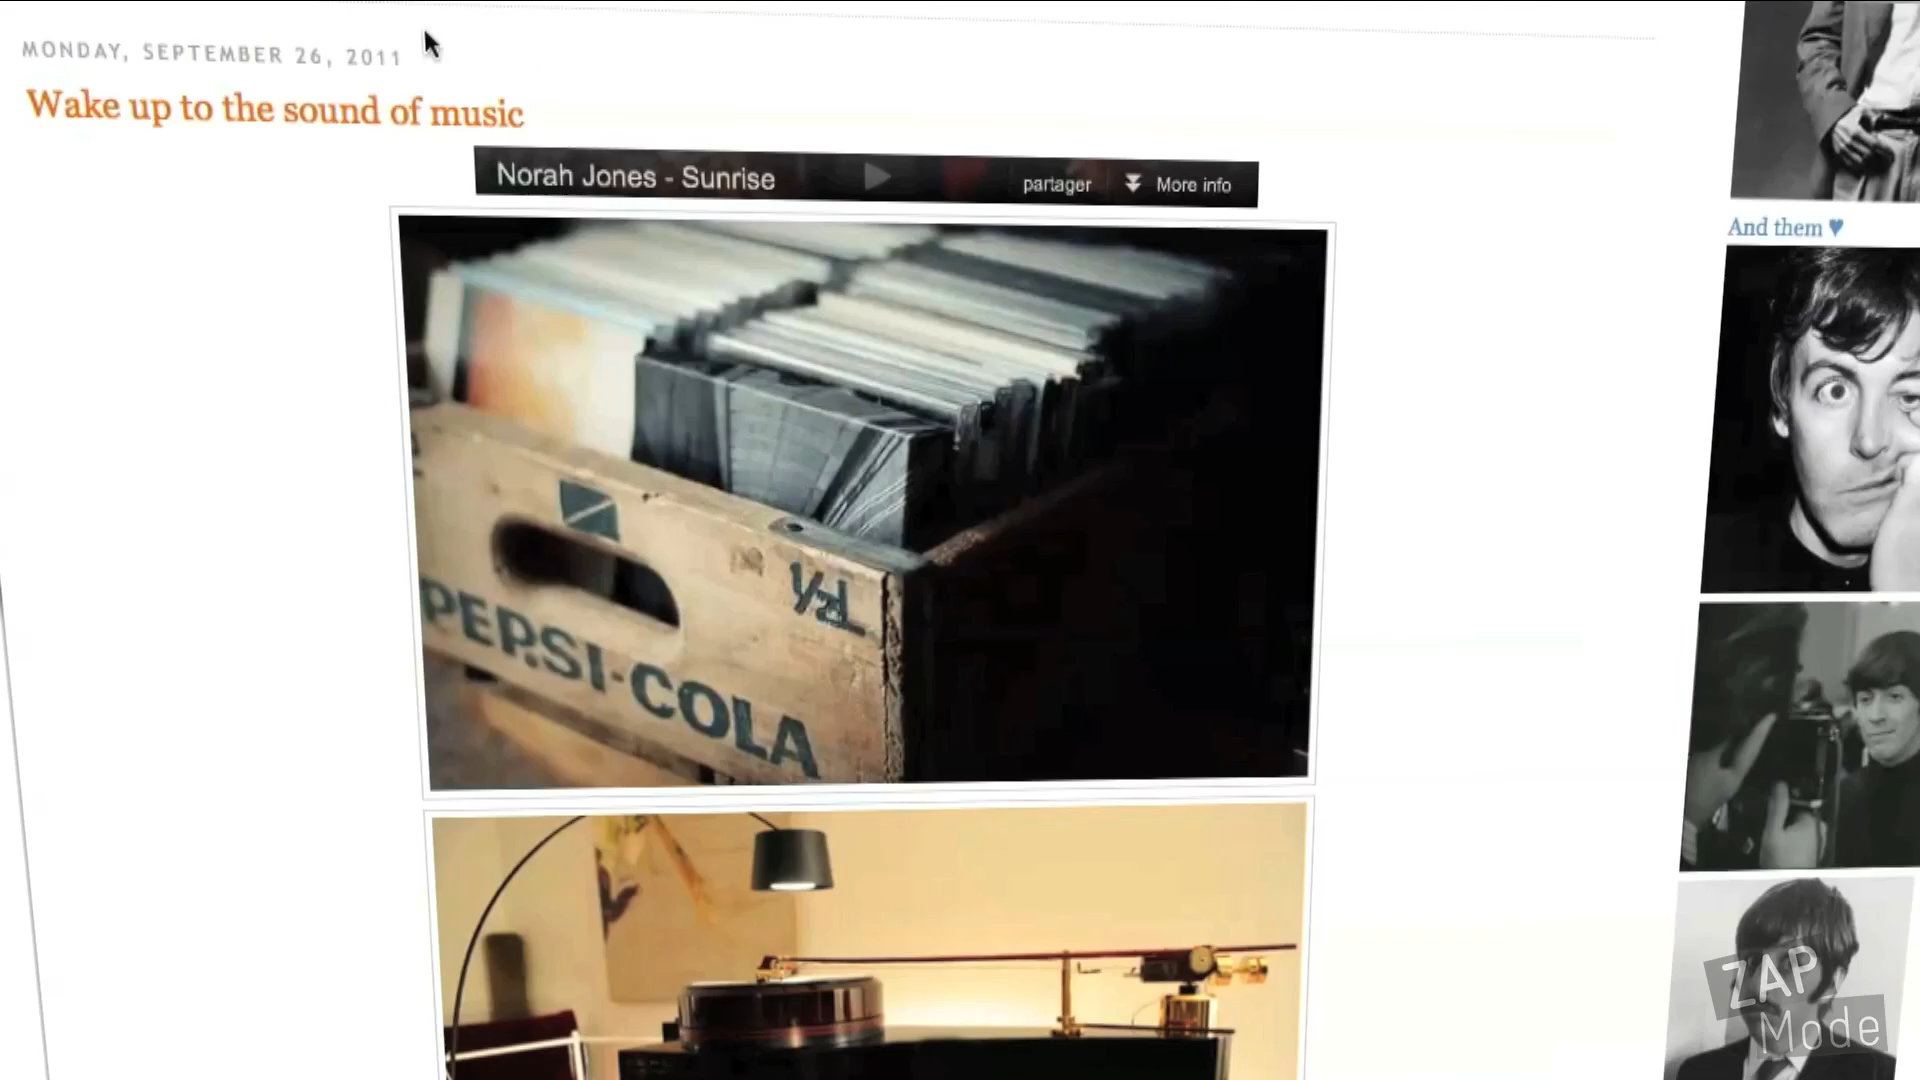 MONDAY, SEPTEMBER 26, 2011
Wake up to the sound of music
Norah Jones - Sunrise
partager
More info
And them ♥
½L
PEPSI-COLA
ZAP
Mode